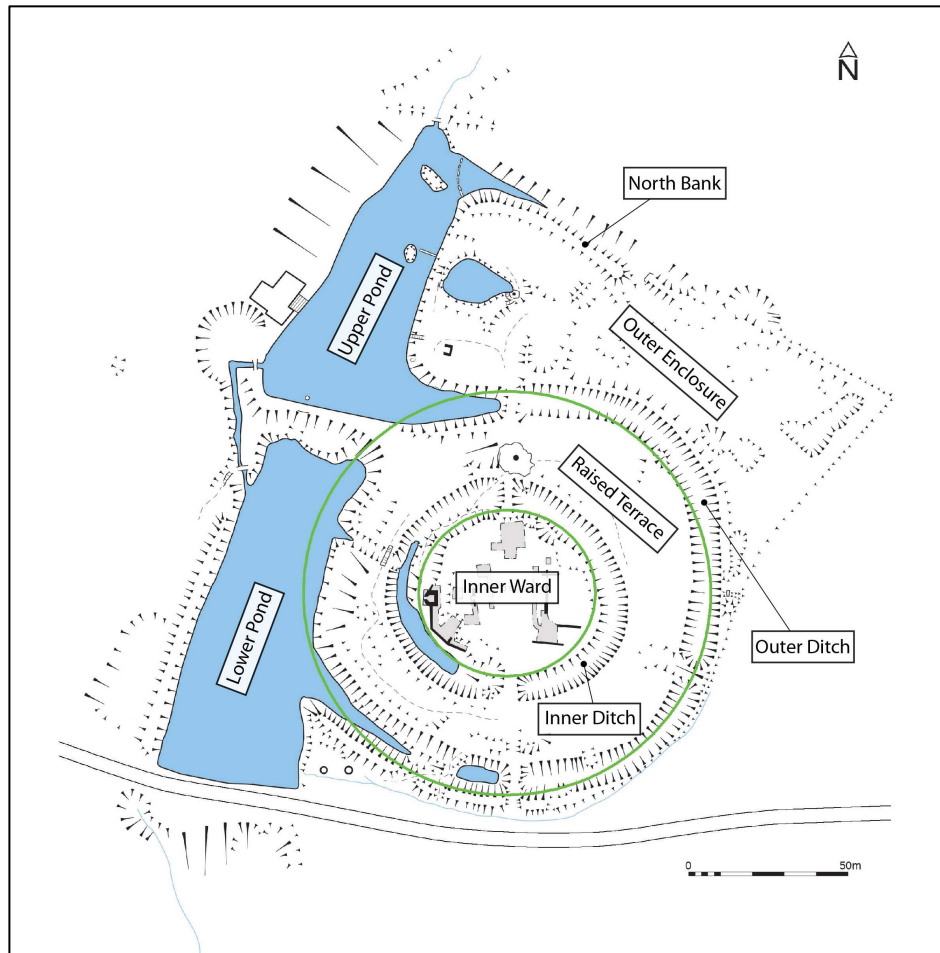 N
North Bank
Upper Pond
Outer Enclosure
Raised Terrace
Inner Ward
Lower Pond
Outer Ditch
Inner Ditch
0
50m